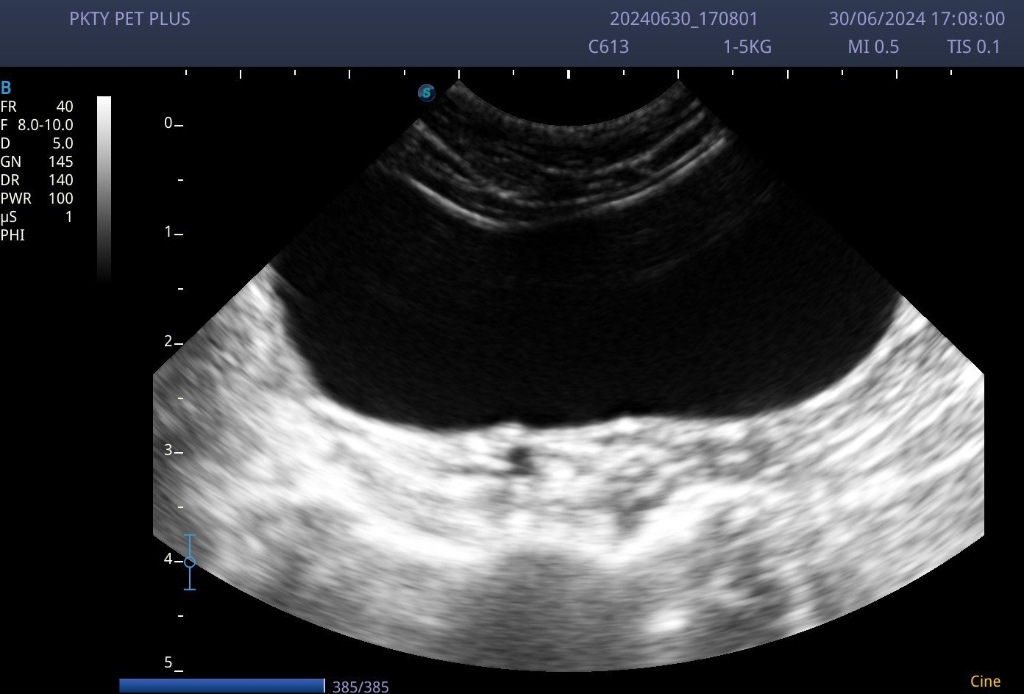 PKTY PET PLUS
20240630_170801
30/06/2024 17:08:00
C613
1-5KG
MI 0.5
TIS 0.1
B
S
FR 40
F 8.0-10.0
D 5.0
GN 145
DR 140
PWR 100
µS 1
PHI
0
1
2
3
4
5
385/385
Cine